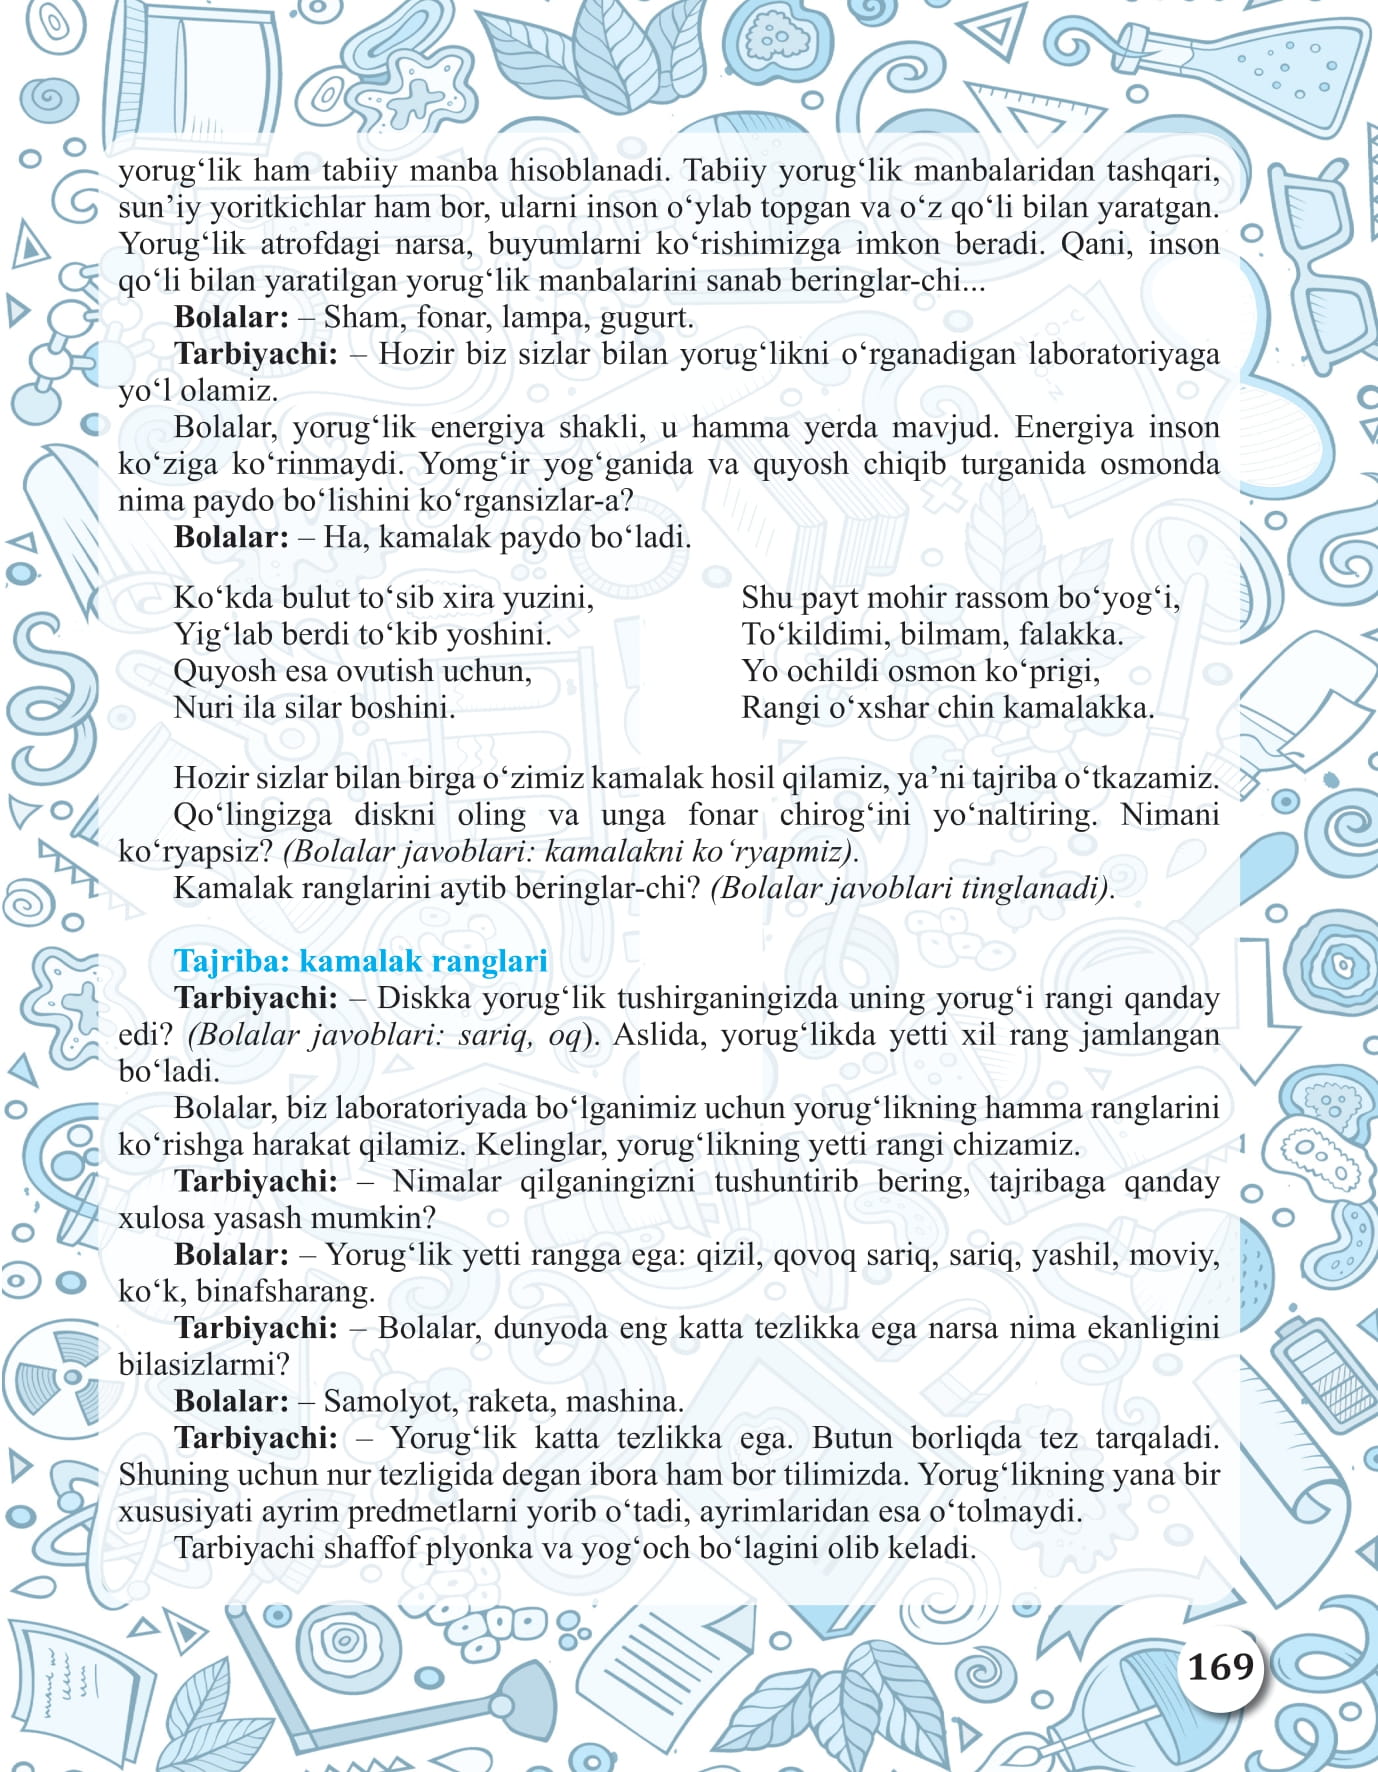 yorug‘lik ham tabiiy manba hisoblanadi. Tabiiy yorug‘lik manbalaridan tashqari,
sun’iy yoritkichlar ham bor, ularni inson o‘ylab topgan va o‘z qo‘li bilan yaratgan.
Yorug‘lik atrofdagi narsa, buyumlarni ko‘rishimizga imkon beradi. Qani, inson
qo‘li bilan yaratilgan yorug‘lik manbalarini sanab beringlar-chi...
Bolalar: – Sham, fonar, lampa, gugurt.
Tarbiyachi: – Hozir biz sizlar bilan yorug‘likni o‘rganadigan laboratoriyaga
yo‘l olamiz.
Bolalar, yorug‘lik energiya shakli, u hamma yerda mavjud. Energiya inson
ko‘ziga ko‘rinmaydi. Yomg‘ir yog‘ganida va quyosh chiqib turganida osmonda
nima paydo bo‘lishini ko‘rgansizlar-a?
Bolalar: – Ha, kamalak paydo bo‘ladi.
Ko‘kda bulut to‘sib xira yuzini,
Yig‘lab berdi to‘kib yoshini.
Quyosh esa ovutish uchun,
Nuri ila silar boshini.
Shu payt mohir rassom bo‘yog‘i,
To‘kildimi, bilmam, falakka.
Yo ochildi osmon ko‘prigi,
Rangi o‘xshar chin kamalakka.
Hozir sizlar bilan birga o‘zimiz kamalak hosil qilamiz, ya’ni tajriba o‘tkazamiz.
Qo‘lingizga diskni oling va unga fonar chirog‘ini yo‘naltiring. Nimani
ko‘ryapsiz? (Bolalar javoblari: kamalakni ko‘ryapmiz).
Kamalak ranglarini aytib beringlar-chi? (Bolalar javoblari tinglanadi).
Tajriba: kamalak ranglari
Tarbiyachi: – Diskka yorug‘lik tushirganingizda uning yorug‘i rangi qanday
edi? (Bolalar javoblari: sariq, oq). Aslida, yorug‘likda yetti xil rang jamlangan
bo‘ladi.
Bolalar, biz laboratoriyada bo‘lganimiz uchun yorug‘likning hamma ranglarini
ko‘rishga harakat qilamiz. Kelinglar, yorug‘likning yetti rangi chizamiz.
Tarbiyachi: – Nimalar qilganingizni tushuntirib bering, tajribaga qanday
xulosa yasash mumkin?
Bolalar: – Yorug‘lik yetti rangga ega: qizil, qovoq sariq, sariq, yashil, moviy,
ko‘k, binafsharang.
Tarbiyachi: – Bolalar, dunyoda eng katta tezlikka ega narsa nima ekanligini
bilasizlarmi?
Bolalar: – Samolyot, raketa, mashina.
Tarbiyachi: – Yorug‘lik katta tezlikka ega. Butun borliqda tez tarqaladi.
Shuning uchun nur tezligida degan ibora ham bor tilimizda. Yorug‘likning yana bir
xususiyati ayrim predmetlarni yorib o‘tadi, ayrimlaridan esa o‘tolmaydi.
Tarbiyachi shaffof plyonka va yog‘och bo‘lagini olib keladi.
169